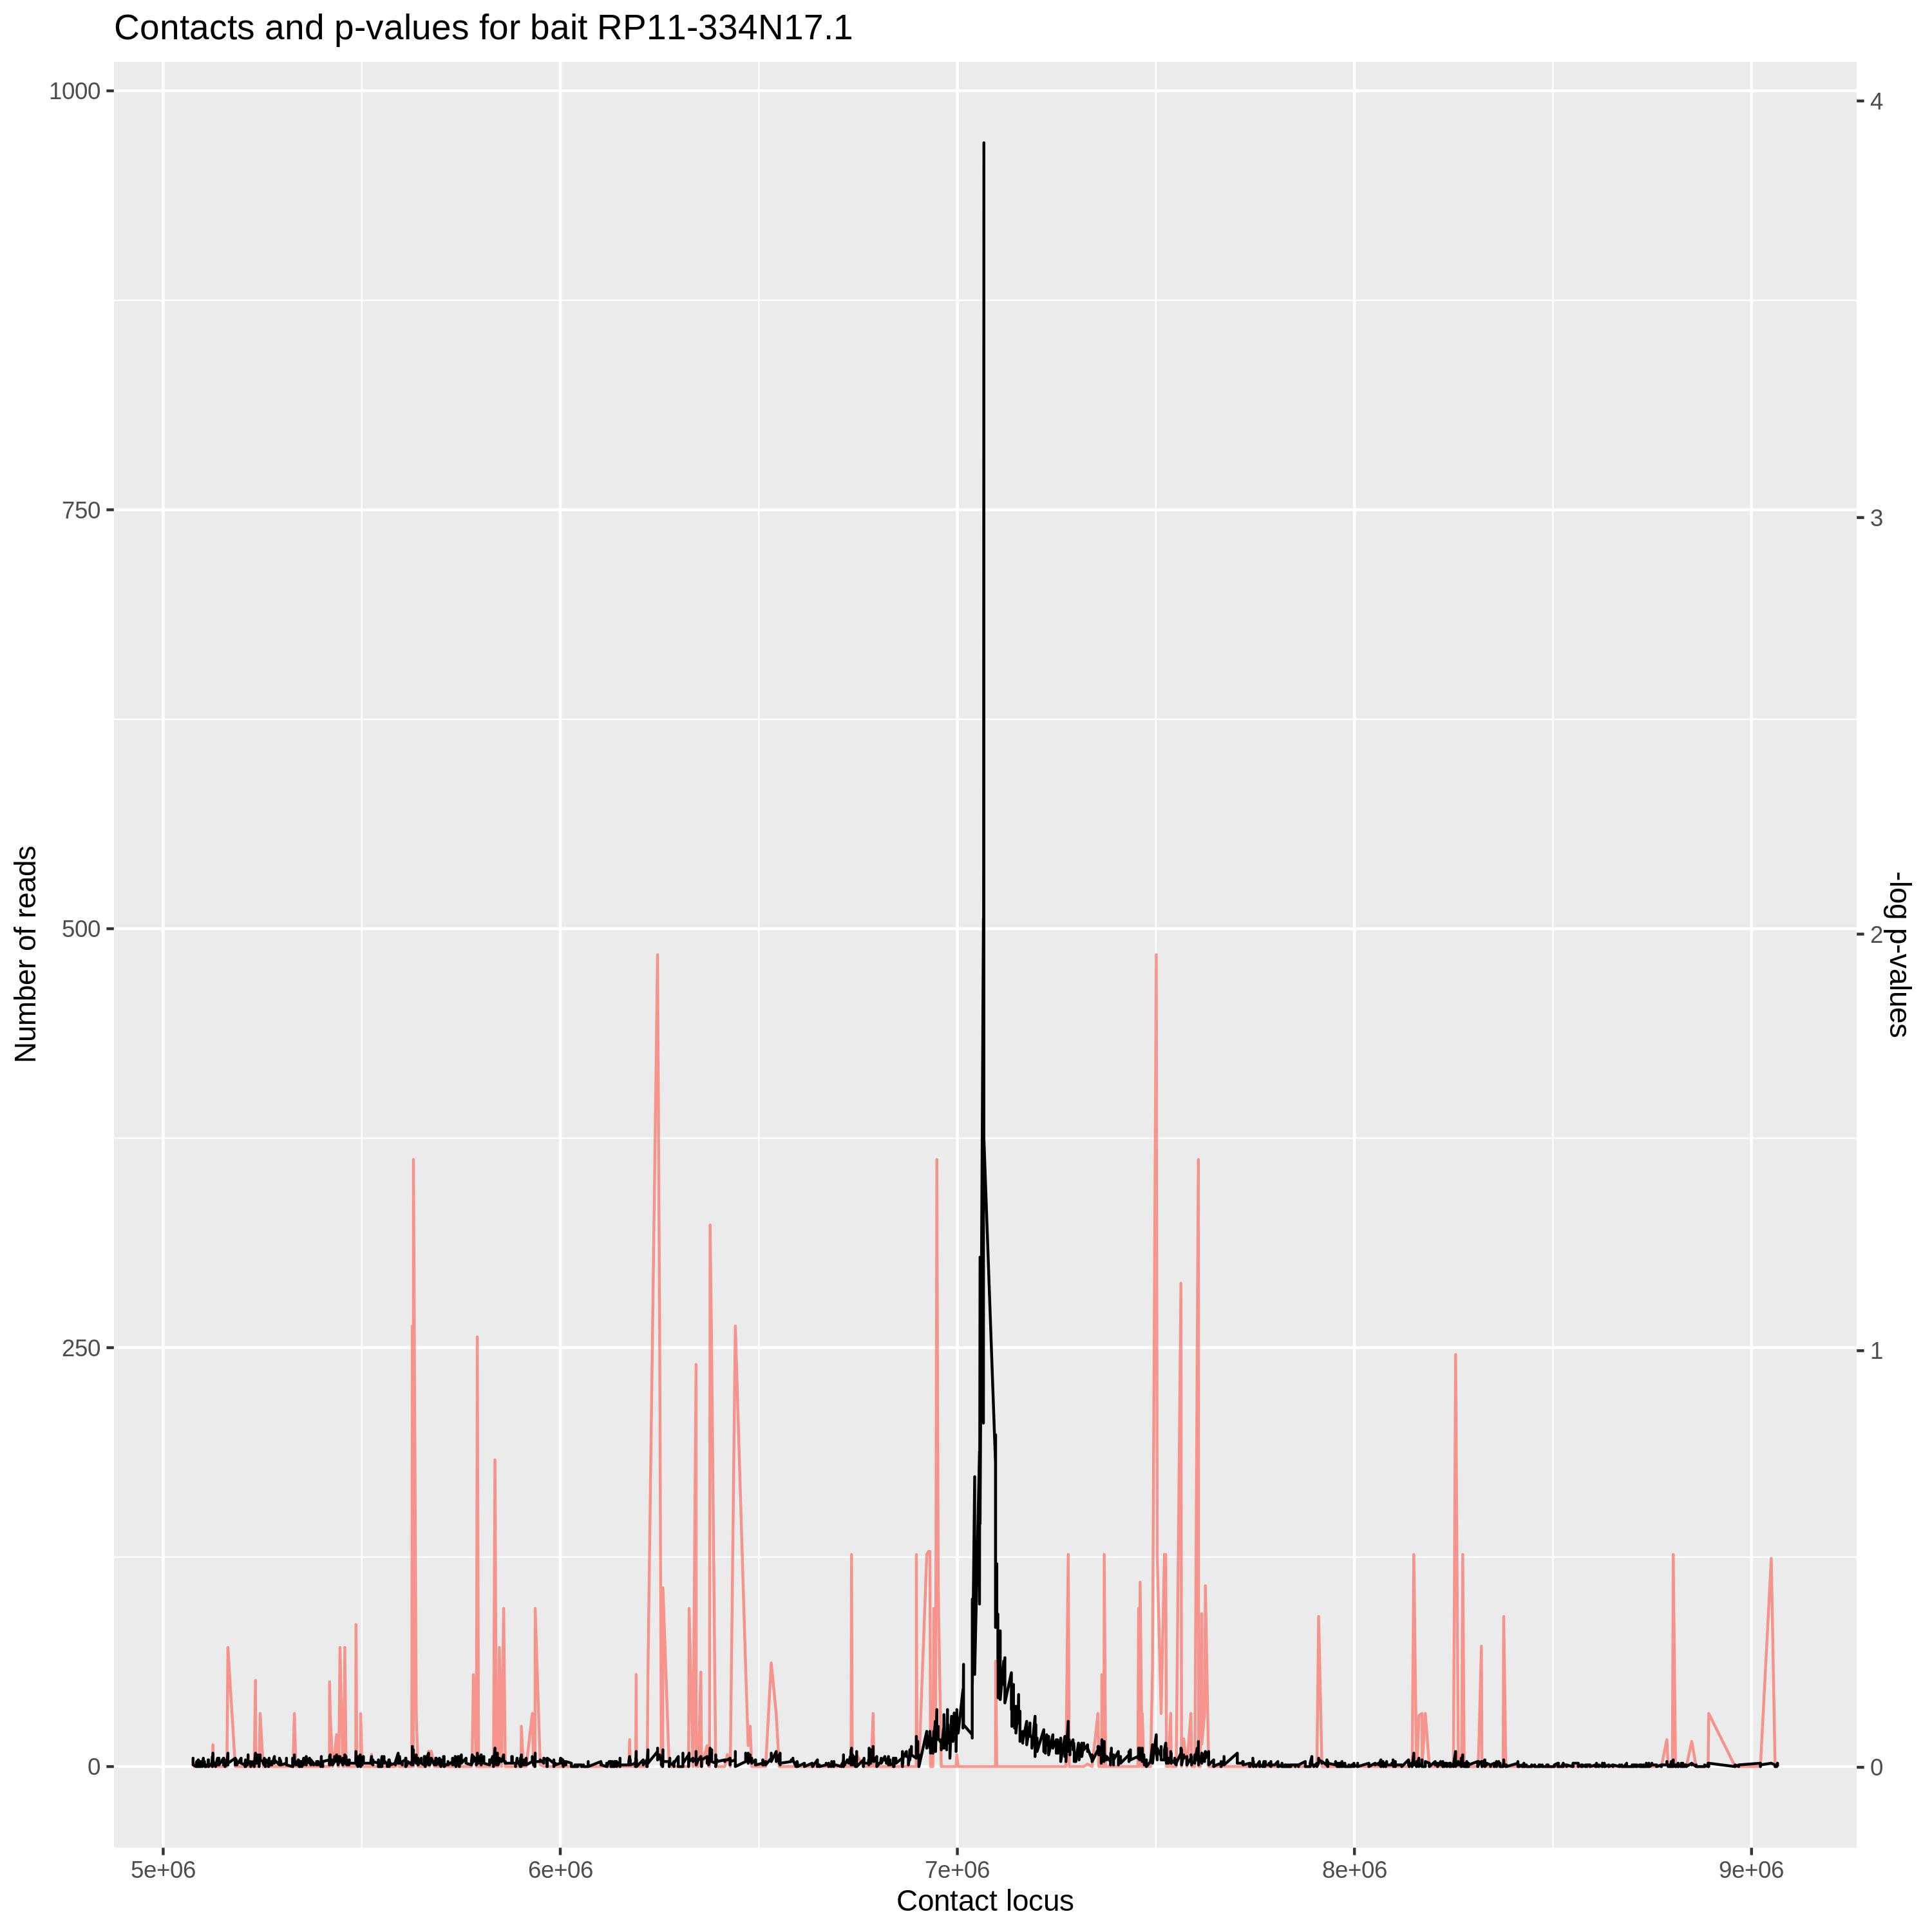 Contacts and p-values for bait RP11-334N17.1
1000
750
500
250
0
Number of reads
4
3
2
1
0
-log p-values
5e+06
6e+06
7e+06
8e+06
9e+06
Contact locus